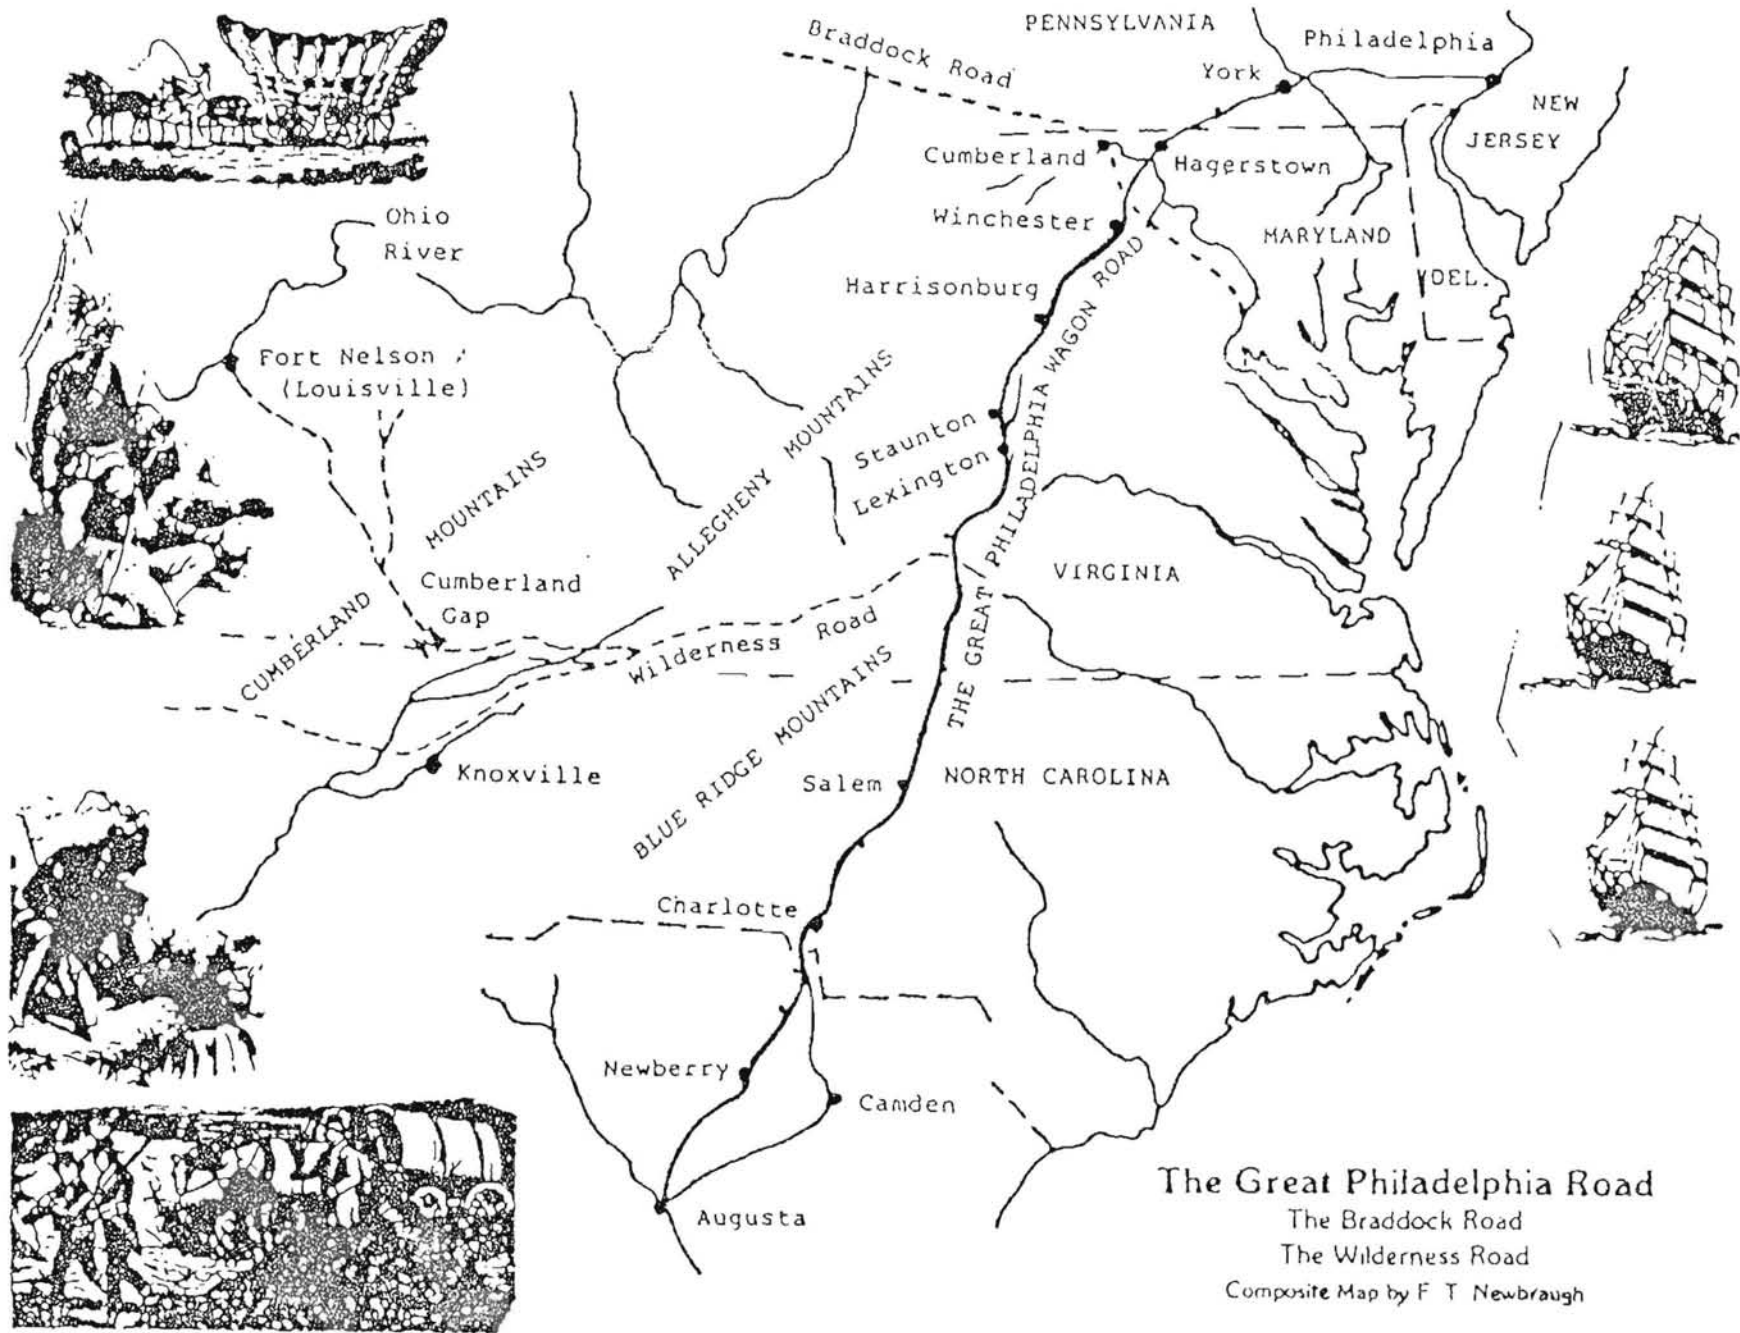 PENNSYLVANIA
Braddock Road
Philadelphia
York
NEW
JERSEY
Cumberland
Hagerstown
Winchester
MARYLAND
DEL.
Ohio
River
Harrisonburg
Fort Nelson
(Louisville)
Staunton
Lexington
ALLEGHENY MOUNTAINS
THE GREAT PHILADELPHIA WAGON ROAD
CUMBERLAND MOUNTAINS
Cumberland
Gap
VIRGINIA
Wilderness Road
BLUE RIDGE MOUNTAINS
Knoxville
Salem
NORTH CAROLINA
Charlotte
Newberry
Camden
Augusta
The Great Philadelphia Road
The Braddock Road
The Wilderness Road
Composite Map by F T Newbraugh